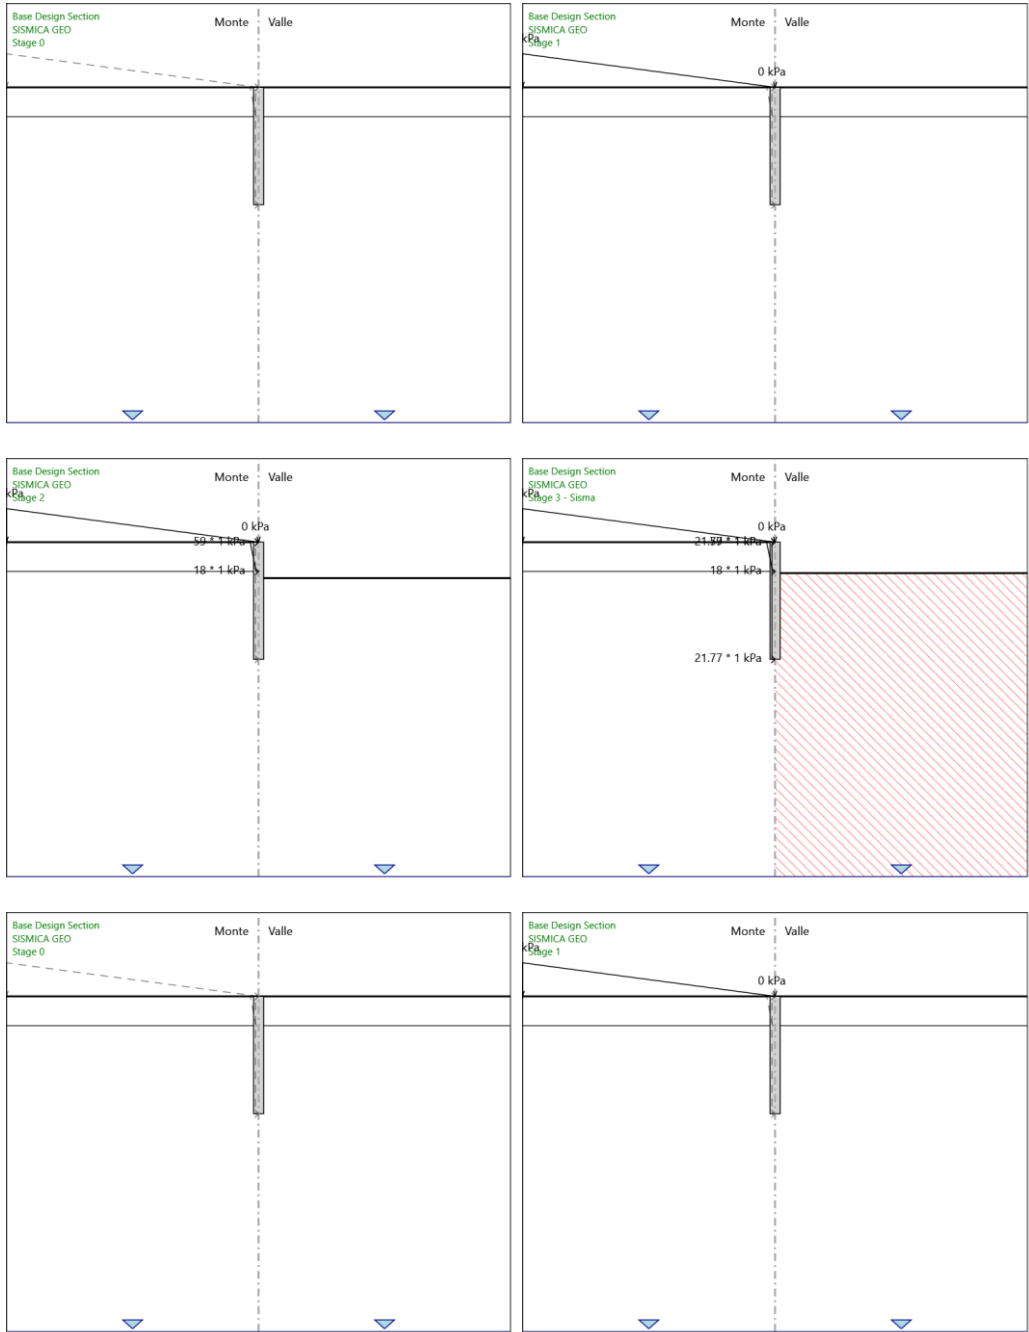 Base Design Section
SISMICA GEO
Stage 0
Monte
Valle
Base Design Section
SISMICA GEO
Stage 1
kPa
Monte
Valle
0 kPa
Base Design Section
SISMICA GEO
Stage 2
kPa
Monte
Valle
0 kPa
59 * 1 kPa
18 * 1 kPa
Base Design Section
SISMICA GEO
Stage 3 - Sisma
kPa
Monte
Valle
0 kPa
* 1 kPa
18 * 1 kPa
21.77 * 1 kPa
Base Design Section
SISMICA GEO
Stage 0
Monte
Valle
Base Design Section
SISMICA GEO
Stage 1
kPa
Monte
Valle
0 kPa